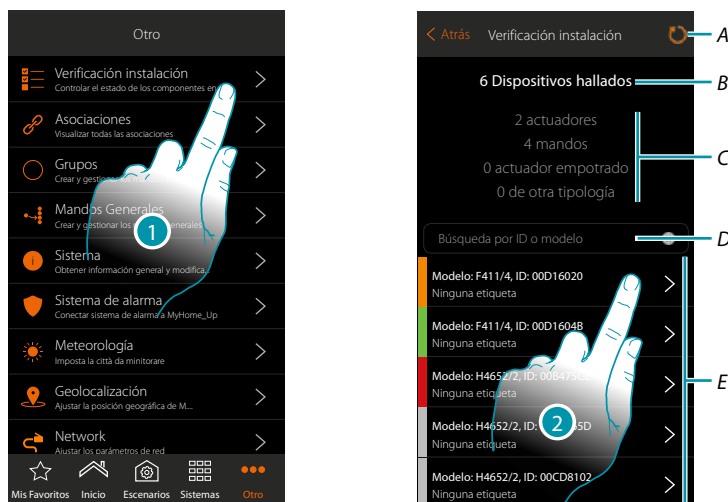 Otro
Verificación instalación
Controlar el estado de los componentes en
Asociaciones
Visualizar todas las asociaciones
Grupos
Crear y gestionar los
Mandos Generales
Crear y gestionar los generales
1
Sistema
Obtener información general y modifica
Sistema de alarma
Conectar sistema de alarma a MyHome_Up
Meteorología
Imposta la città da minitorare
Geolocalización
Ajustar la posición geográfica de M...
Network
Ajustar los parámetros de red
Mis Favoritos Inicio Escenarios Sistemas Otro
Atrás Verificación instalación
A
6 Dispositivos hallados
B
2 actuadores
4 mandos
0 actuador empotrado
0 de otra tipología
C
Búsqueda por ID o modelo
D
Modelo: F411/4, ID: 00D16020
Ninguna etiqueta
Modelo: F411/4, ID: 00D1604B
Ninguna etiqueta
Modelo: H4652/2, ID:
Ninguna etiqueta
E
Modelo: H4652/2, ID:
Ninguna etiqueta
2
Modelo: H4652/2, ID: 00CD8102
Ninguna etiqueta